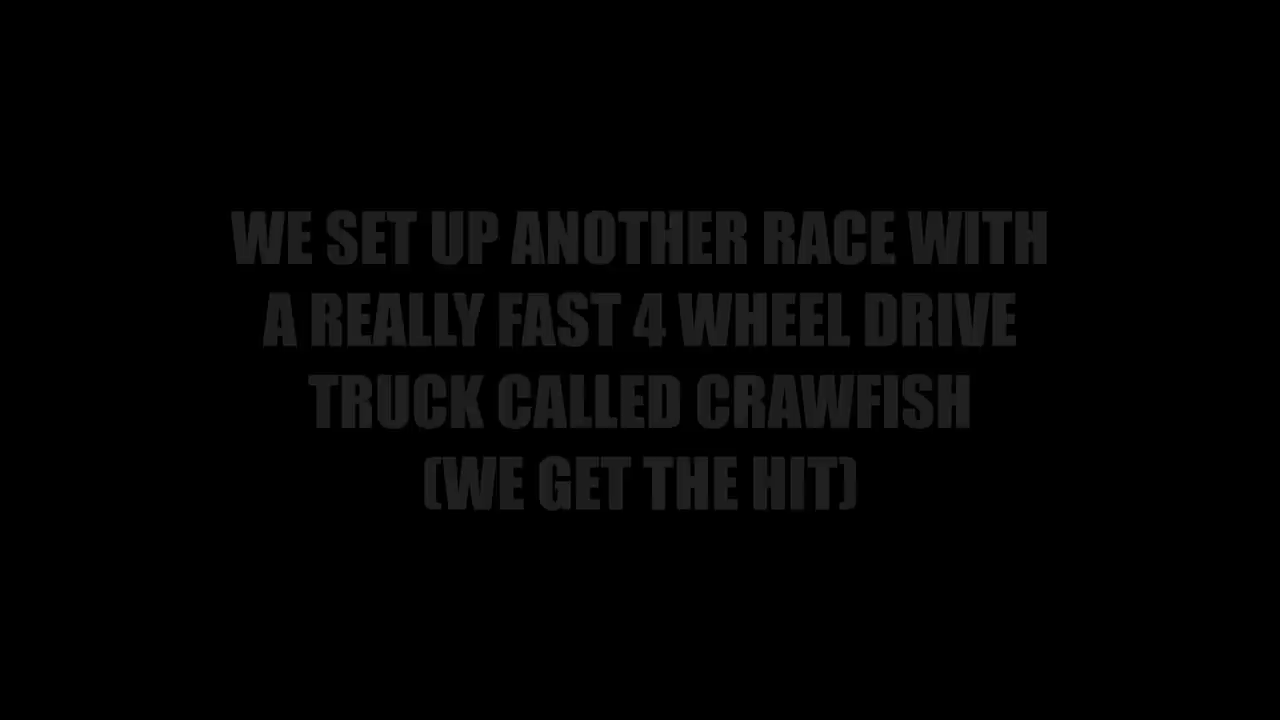 WE SET UP ANOTHER RACE WITH
A REALLY FAST 4 WHEEL DRIVE
TRUCK CALLED CRAWFISH
(WE GET THE HIT)